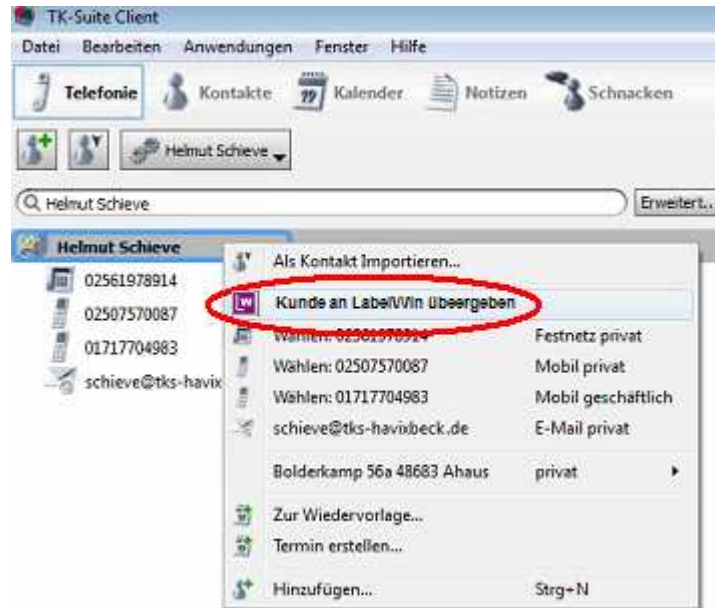 TK-Suite Client
Datei Bearbeiten Anwendungen Fenster Hilfe
Telefonie Kontakte Kalender Notizen Schnacken
Helmut Schieve
Helmut Schieve Erweitert..
Helmut Schieve
Als Kontakt Importieren...
02561978914
Kunde an LabelWin übeergeben
02507570087
Wählen: 02561978914 Festnetz privat
01717704983
Wählen: 02507570087 Mobil privat
schieve@tks-havix
Wählen: 01717704983 Mobil geschäftlich
schieve@tks-havixbeck.de E-Mail privat
Bolderkamp 56a 48683 Ahaus privat
Zur Wiedervorlage...
Termin erstellen...
Hinzufügen... Strg+N